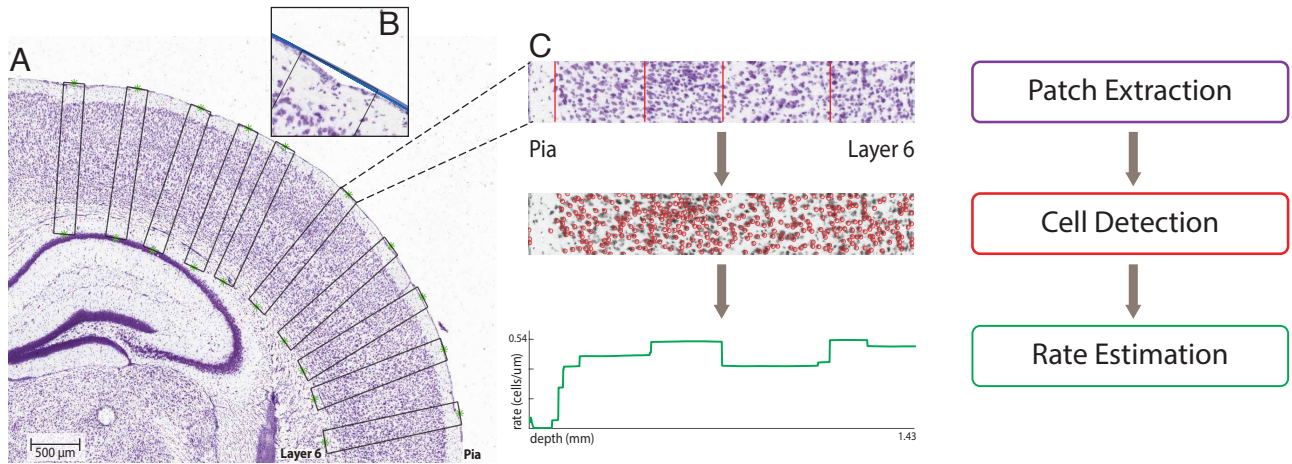 A
B
C
Pia
Layer 6
Patch Extraction
Cell Detection
Rate Estimation
0.54
rate (cells/um)
depth (mm)
1.43
500 µm
Layer 6
Pia